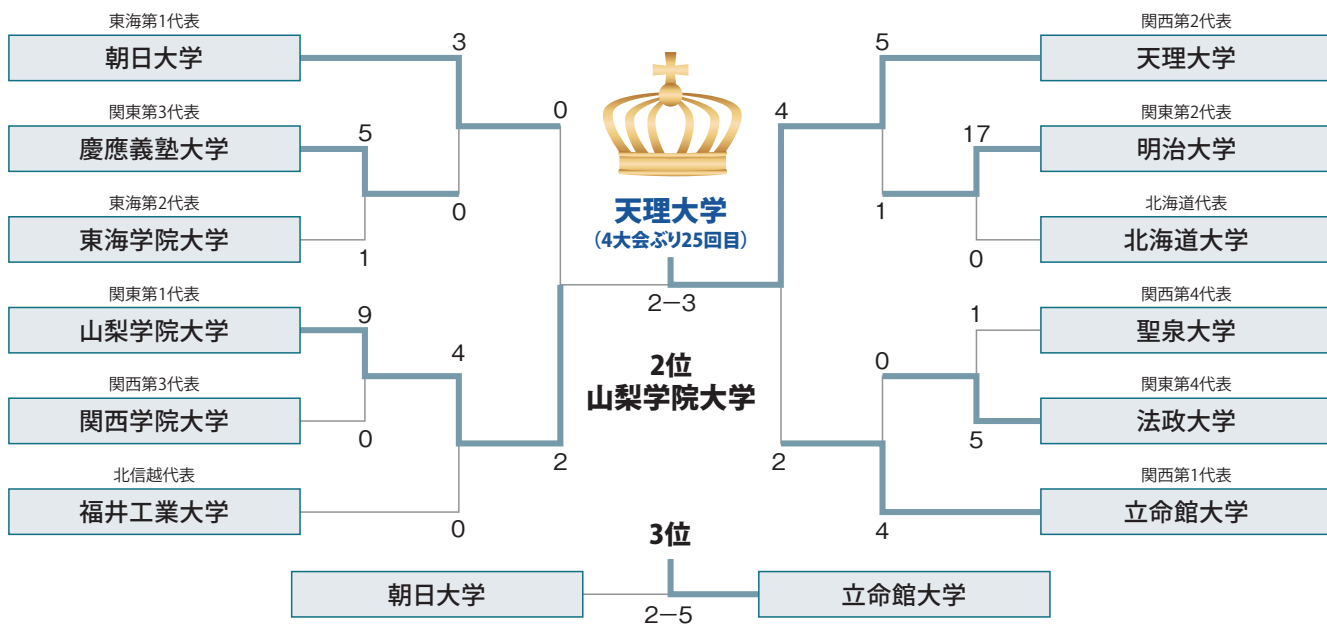 東海第1代表
朝日大学
関東第3代表
慶應義塾大学
東海第2代表
東海学院大学
関東第1代表
山梨学院大学
関西第3代表
関西学院大学
北信越代表
福井工業大学
3
5
0
1
9
4
0
0
0
2
天理大学
(4大会ぶり25回目)
2−3
2位
山梨学院大学
5
4
17
1
0
1
0
5
2
4
関西第2代表
天理大学
関東第2代表
明治大学
北海道代表
北海道大学
関西第4代表
聖泉大学
関東第4代表
法政大学
関西第1代表
立命館大学
3位
朝日大学
2−5
立命館大学